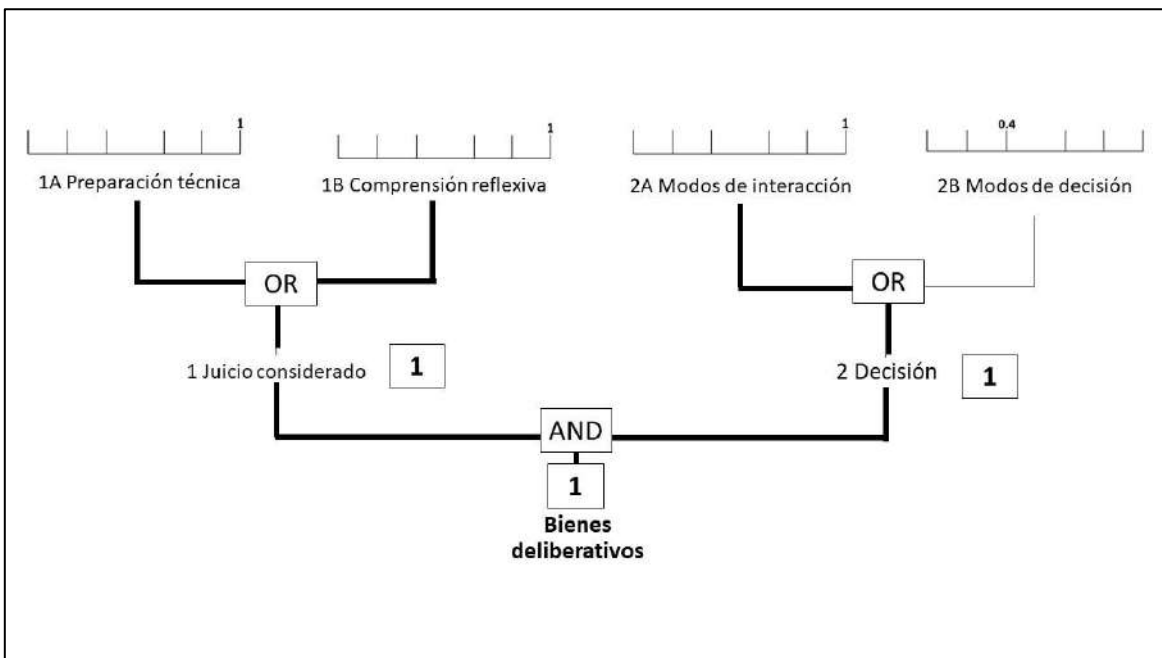 1
1
1
0.4
1A Preparación técnica
1B Comprensión reflexiva
2A Modos de interacción
2B Modos de decisión
OR
OR
1 Juicio considerado
1
2 Decisión
1
AND
1
Bienes
deliberativos